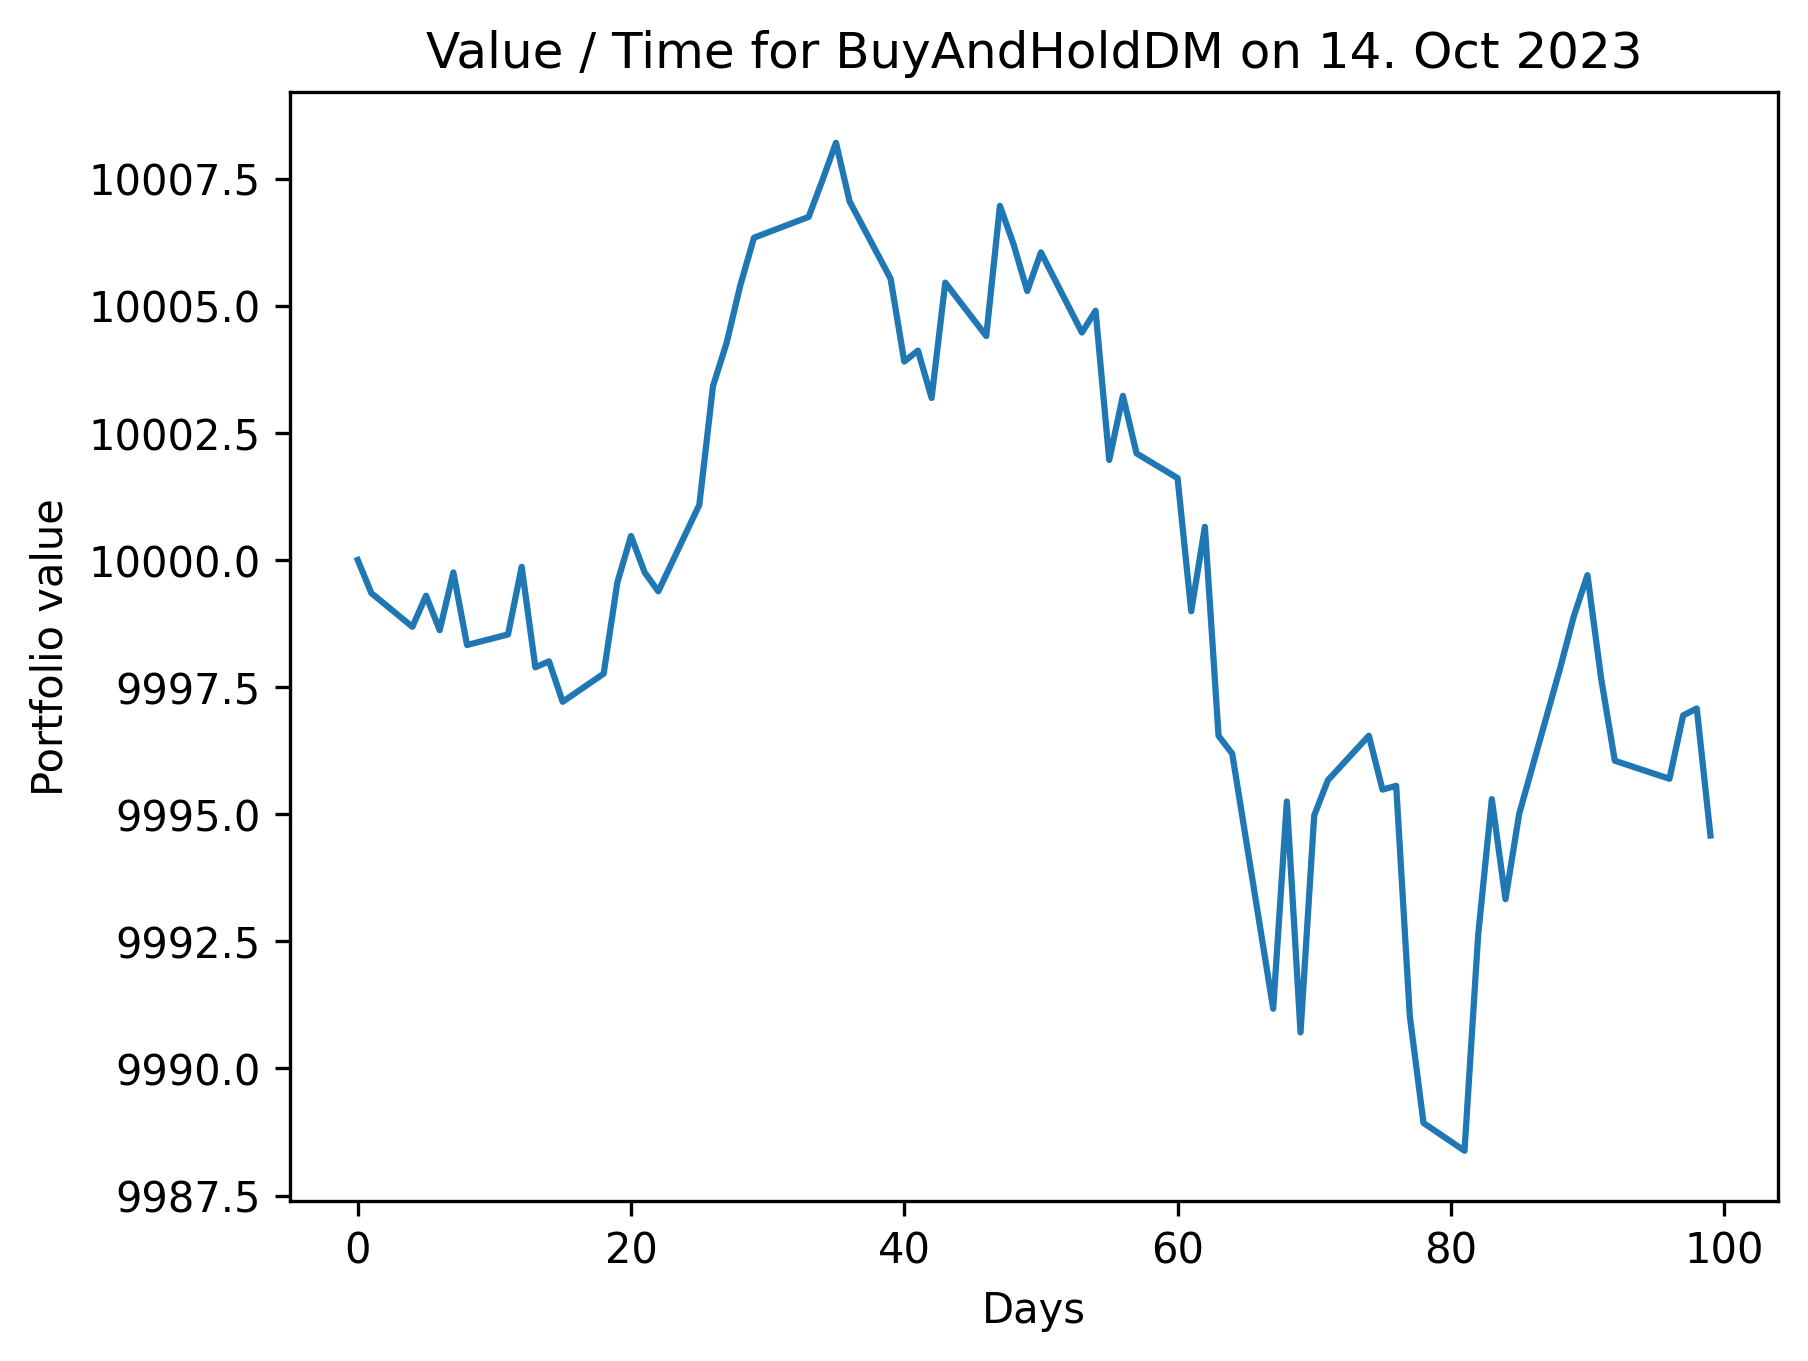 Value / Time for BuyAndHoldDM on 14. Oct 2023
10007.5
10005.0
10002.5
10000.0
9997.5
9995.0
9992.5
9990.0
9987.5
Portfolio value
0 20 40 60 80 100
Days